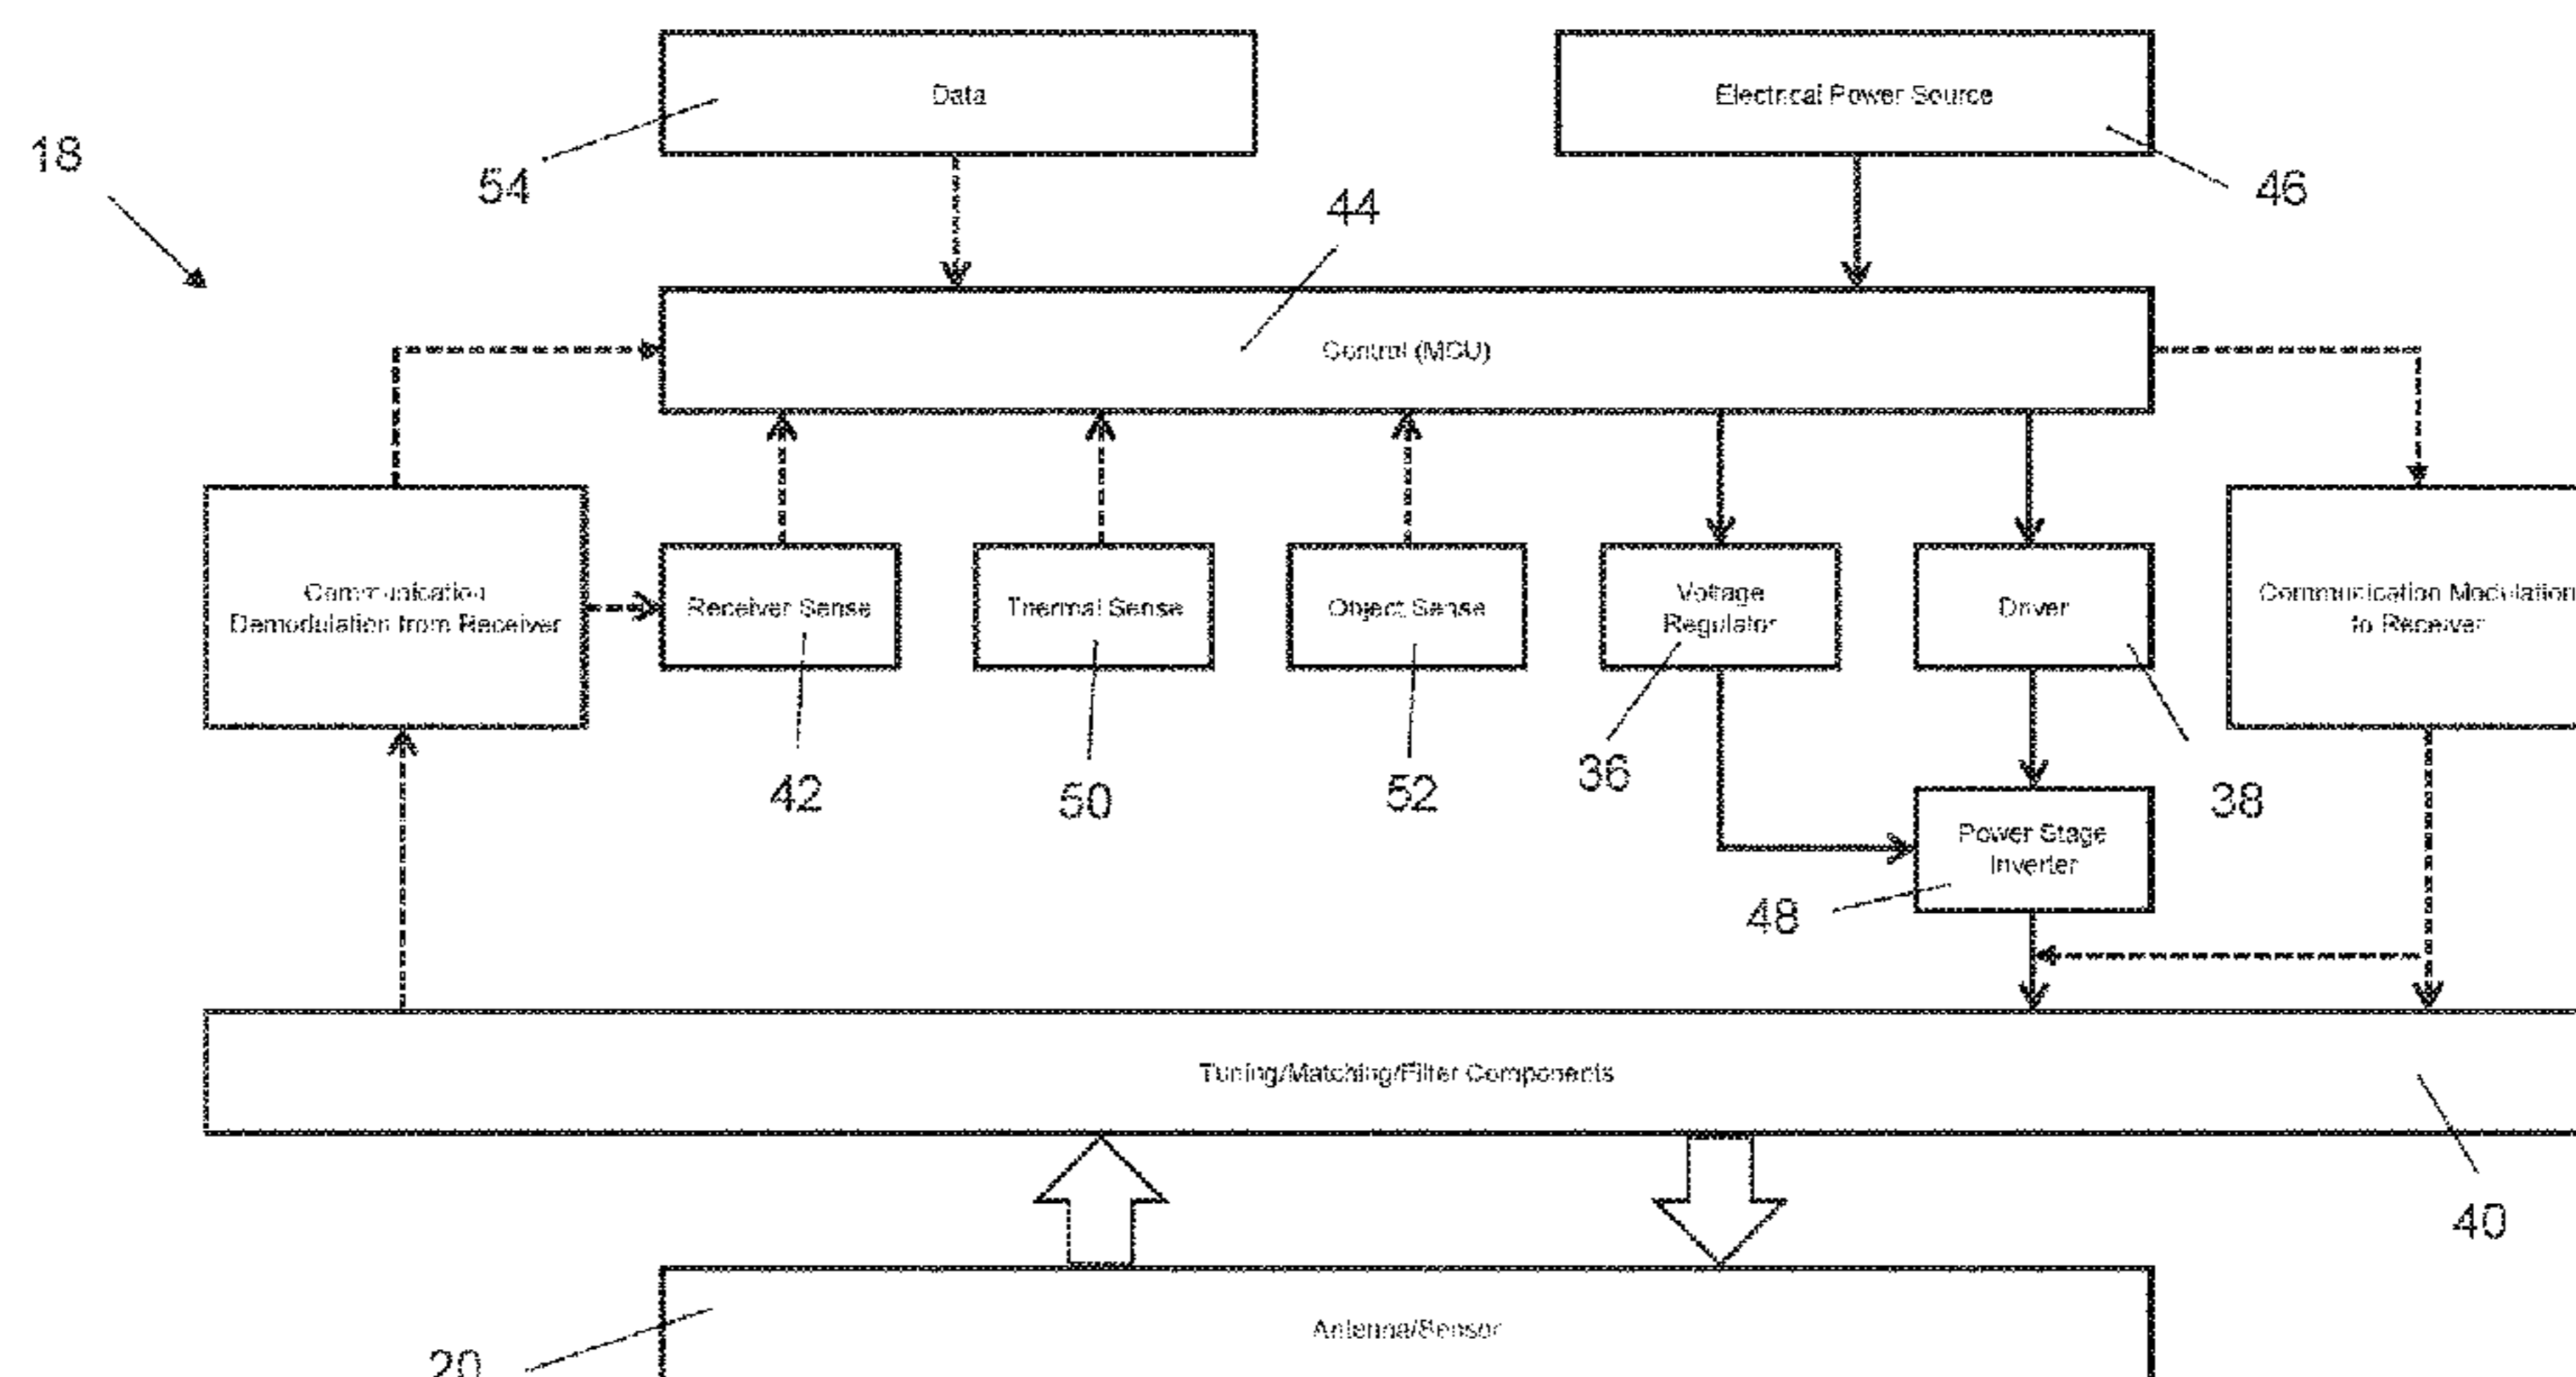 Data
Electrical Power Source
18
54
46
44
Control (MCU)
Communication
Demodulation from Receiver
Receiver Sense
Thermal Sense
Object Sense
Voltage
Regulator
Driver
Communication Modulation
to Receiver
42
50
52
36
38
Power Stage
Inverter
48
Tuning/Matching/Filter Components
40
Antenna/Sensor
20